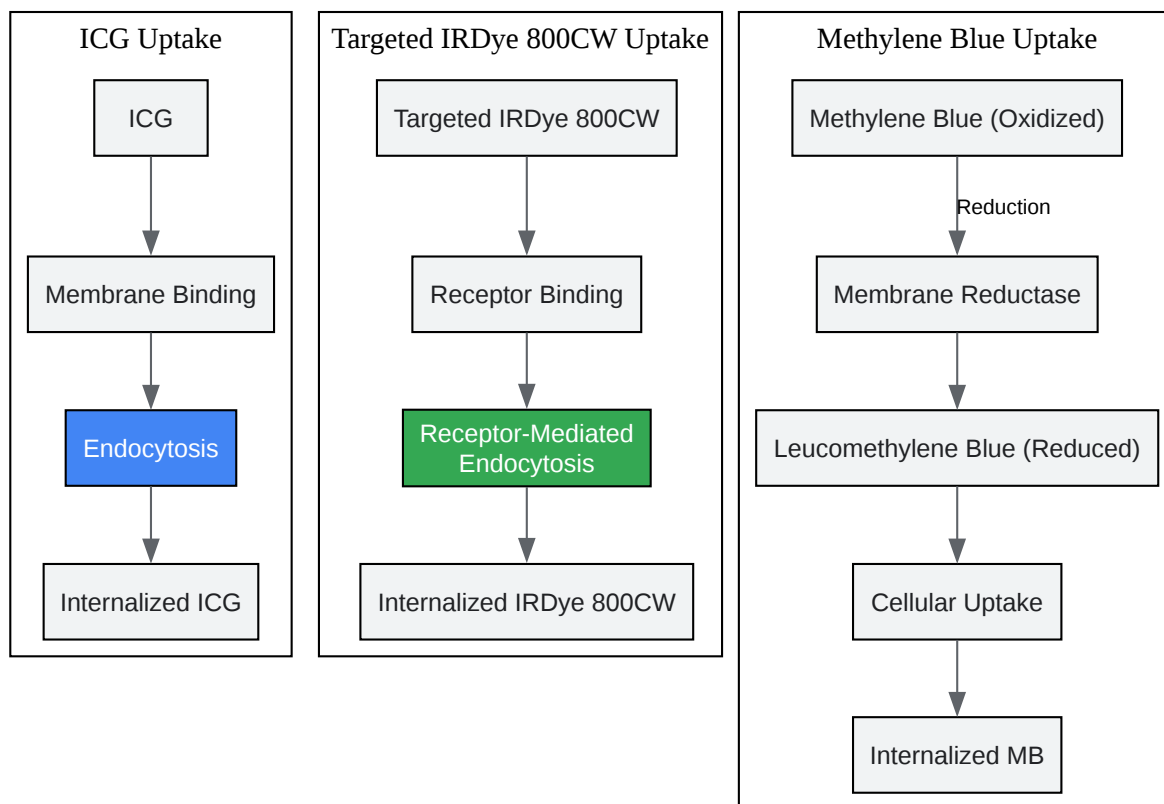 ICG Uptake
ICG
Membrane Binding
Endocytosis
Internalized ICG
Targeted IRDye 800CW Uptake
Targeted IRDye 800CW
Receptor Binding
Receptor-Mediated
Endocytosis
Internalized IRDye 800CW
Methylene Blue Uptake
Methylene Blue (Oxidized)
Reduction
Membrane Reductase
Leucomethylene Blue (Reduced)
Cellular Uptake
Internalized MB